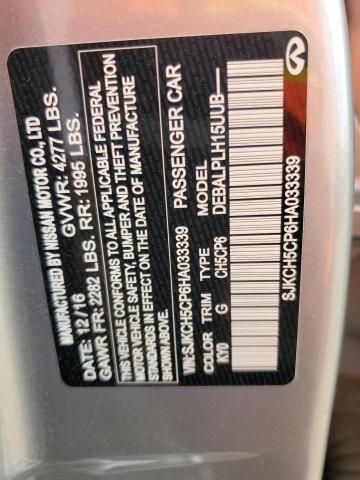 MANUFACTURED BY NISSAN MOTOR CO., LTD
DATE: 12/16 GVWR: 4277 LBS.
GAWR FR: 2282 LBS. RR: 1995 LBS.
THIS VEHICLE CONFORMS TO ALL APPLICABLE FEDERAL
MOTOR VEHICLE SAFETY, BUMPER AND THEFT PREVENTION
STANDARDS IN EFFECT ON THE DATE OF MANUFACTURE
SHOWN ABOVE.
VIN: SJKCH5CP6HA033339 PASSENGER CAR
COLOR TRIM TYPE MODEL
KY0 G CH5CP6 DEBALPLH15UUB-----
SJKCH5CP6HA033339